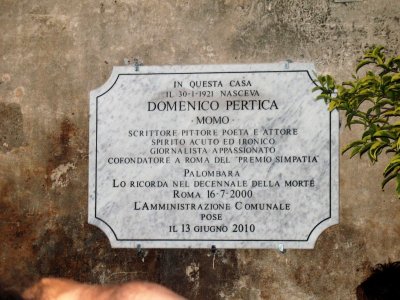 IN QUESTA CASA
IL 30-1-1921 NASCEVA
DOMENICO PERTICA
- MOMO -
SCRITTORE PITTORE POETA E ATTORE
SPIRITO ACUTO ED IRONICO
GIORNALISTA APPASSIONATO
COFONDATORE A ROMA DEL "PREMIO SIMPATIA"
PALOMBARA
LO RICORDA NEL DECENNALE DELLA MORTE
ROMA 16-7-2000
L'AMMINISTRAZIONE COMUNALE
POSE
IL 13 GIUGNO 2010